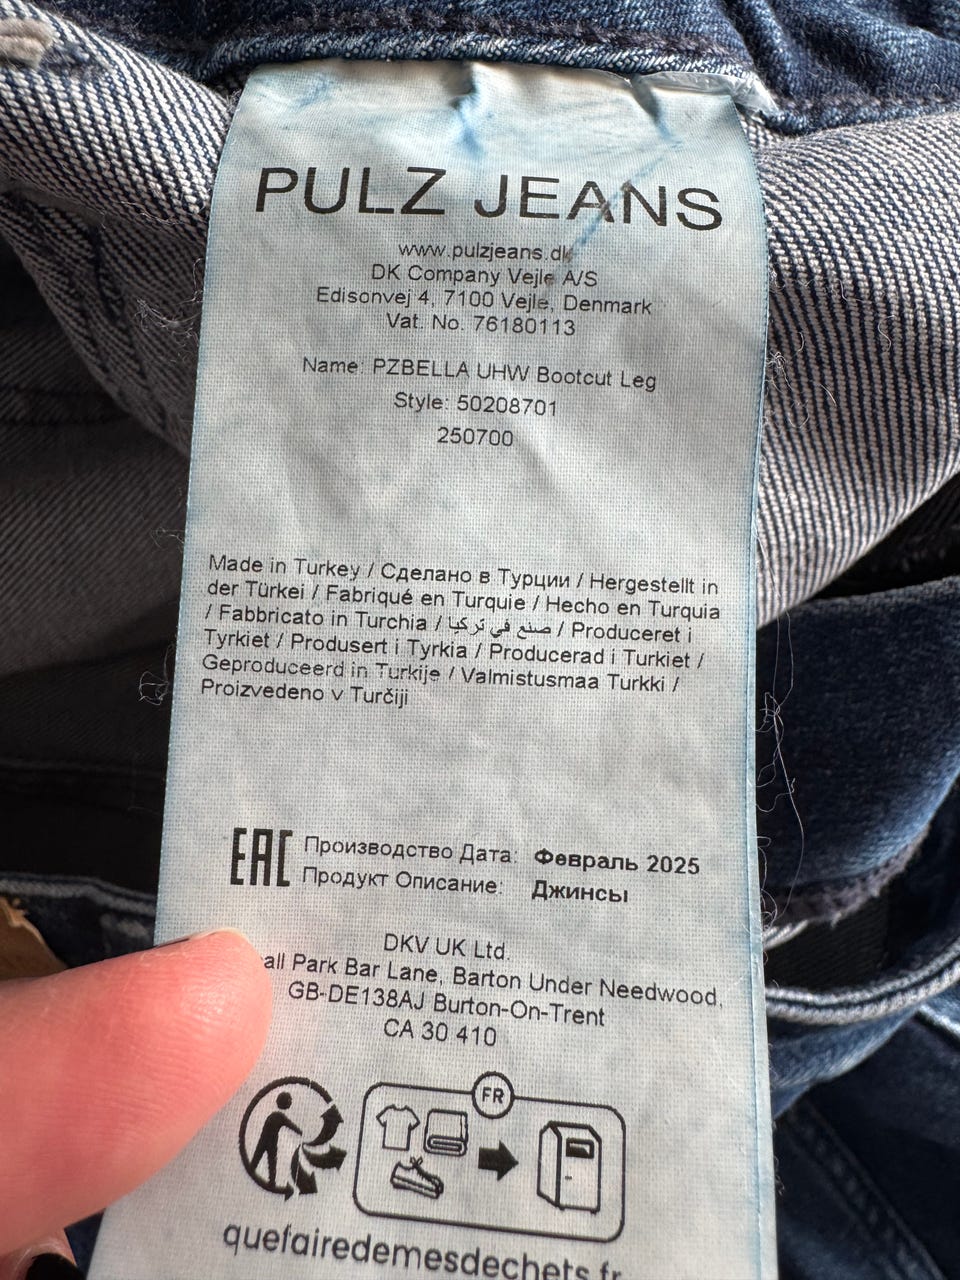 PULZ JEANS
www.pulzjeans.dk
DK Company Vejle A/S
Edisonvej 4, 7100 Vejle, Denmark
Vat. No. 76180113
Name: PZBELLA UHW Bootcut Leg
Style: 50208701
250700
Made in Turkey / Сделано в Турции / Hergestellt in
der Türkei / Fabriqué en Turquie / Hecho en Turquia
/ Fabbricato in Turchia / صنع في تركيا / Produceret i
Tyrkiet / Produsert i Tyrkia / Producerad i Turkiet /
Geproduceerd in Turkije / Valmistusmaa Turkki /
Proizvedeno v Turčiji
EAC
Производство Дата: Февраль 2025
Продукт Описание: Джинсы
DKV UK Ltd.
Park Bar Lane, Barton Under Needwood,
GB-DE138AJ Burton-On-Trent
CA 30 410
FR
quefairedemesdechets.fr